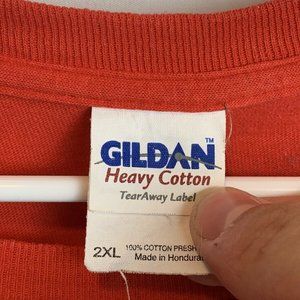 GILDAN™
Heavy Cotton
TearAway Label
2XL
100% COTTON PRESH
Made in Hondura